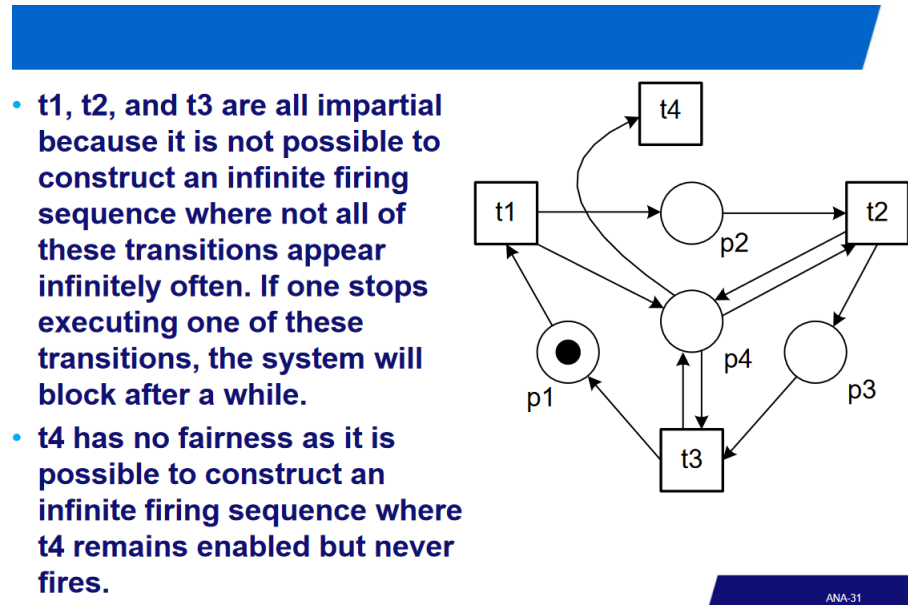 • t1, t2, and t3 are all impartial
because it is not possible to
construct an infinite firing
sequence where not all of
these transitions appear
infinitely often. If one stops
executing one of these
transitions, the system will
block after a while.
• t4 has no fairness as it is
possible to construct an
infinite firing sequence where
t4 remains enabled but never
fires.
t4
t1
t2
p2
p4
p1
p3
t3
ANA-31